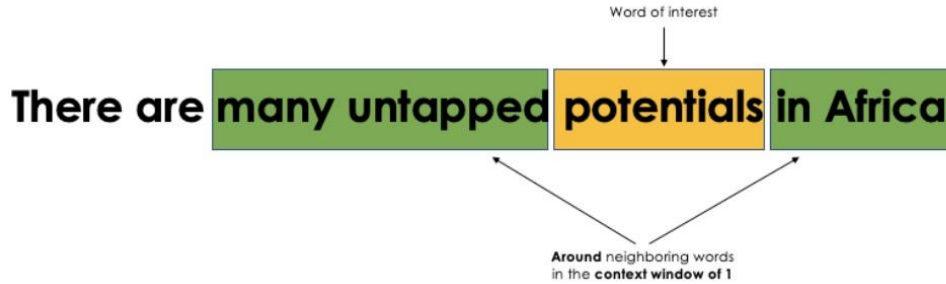 Word of interest
There are many untapped potentials in Africa
Around neighboring words
in the context window of 1